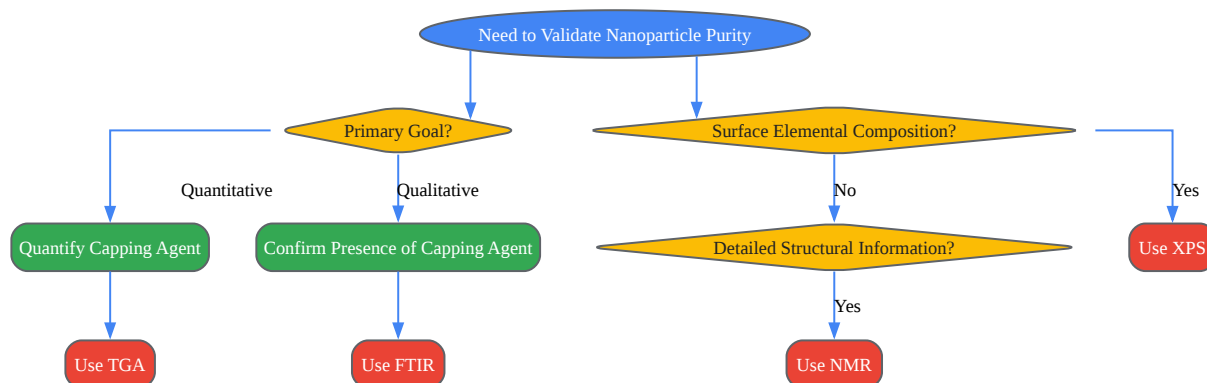 Need to Validate Nanoparticle Purity
Primary Goal?
Surface Elemental Composition?
Quantitative
Qualitative
No
Yes
Quantify Capping Agent
Confirm Presence of Capping Agent
Detailed Structural Information?
Use XPS
Yes
Use TGA
Use FTIR
Use NMR